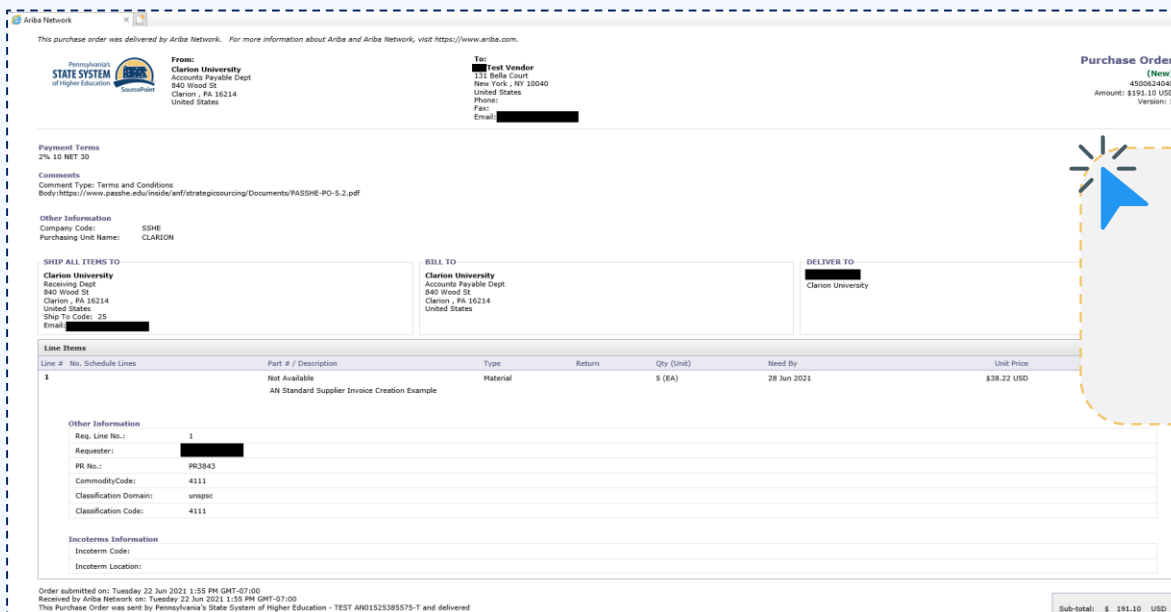 Ariba Network
This purchase order was delivered by Ariba Network. For more information about Ariba and Ariba Network, visit https://www.ariba.com.
Pennsylvania's
STATE SYSTEM
of Higher Education
SourcePoint
From:
Clarion University
Accounts Payable Dept
840 Wood St
Clarion , PA 16214
United States
To:
Test Vendor
131 Bella Court
New York , NY 10040
United States
Phone:
Fax:
Email:
Purchase Order
(New)
450062404
Amount: $191.10 USD
Version:
Payment Terms
2% 10 NET 30
Comments
Comment Type: Terms and Conditions
Body:https://www.passhe.edu/inside/anf/strategicsourcing/Documents/PASSHE-PO-5.2.pdf
Other Information
Company Code: SSHE
Purchasing Unit Name: CLARION
SHIP ALL ITEMS TO
Clarion University
Receiving Dept
840 Wood St
Clarion , PA 16214
United States
Ship To Code: 25
Email:
BILL TO
Clarion University
Accounts Payable Dept
840 Wood St
Clarion , PA 16214
United States
DELIVER TO
Clarion University
Line Items
Line # No. Schedule Lines Part # / Description Type Return Qty (Unit) Need By Unit Price
1 Not Available Material 5 (EA) 28 Jun 2021 $38.22 USD
AN Standard Supplier Invoice Creation Example
Other Information
Req. Line No.: 1
Requester:
PR No.: PR3843
CommodityCode: 4111
Classification Domain: unspsc
Classification Code: 4111
Incoterms Information
Incoterm Code:
Incoterm Location:
Order submitted on: Tuesday 22 Jun 2021 1:55 PM GMT-07:00
Received by Ariba Network on: Tuesday 22 Jun 2021 1:55 PM GMT-07:00
This Purchase Order was sent by Pennsylvania's State System of Higher Education - TEST AN01525385575-T and delivered
Sub-total: $ 191.10 USD